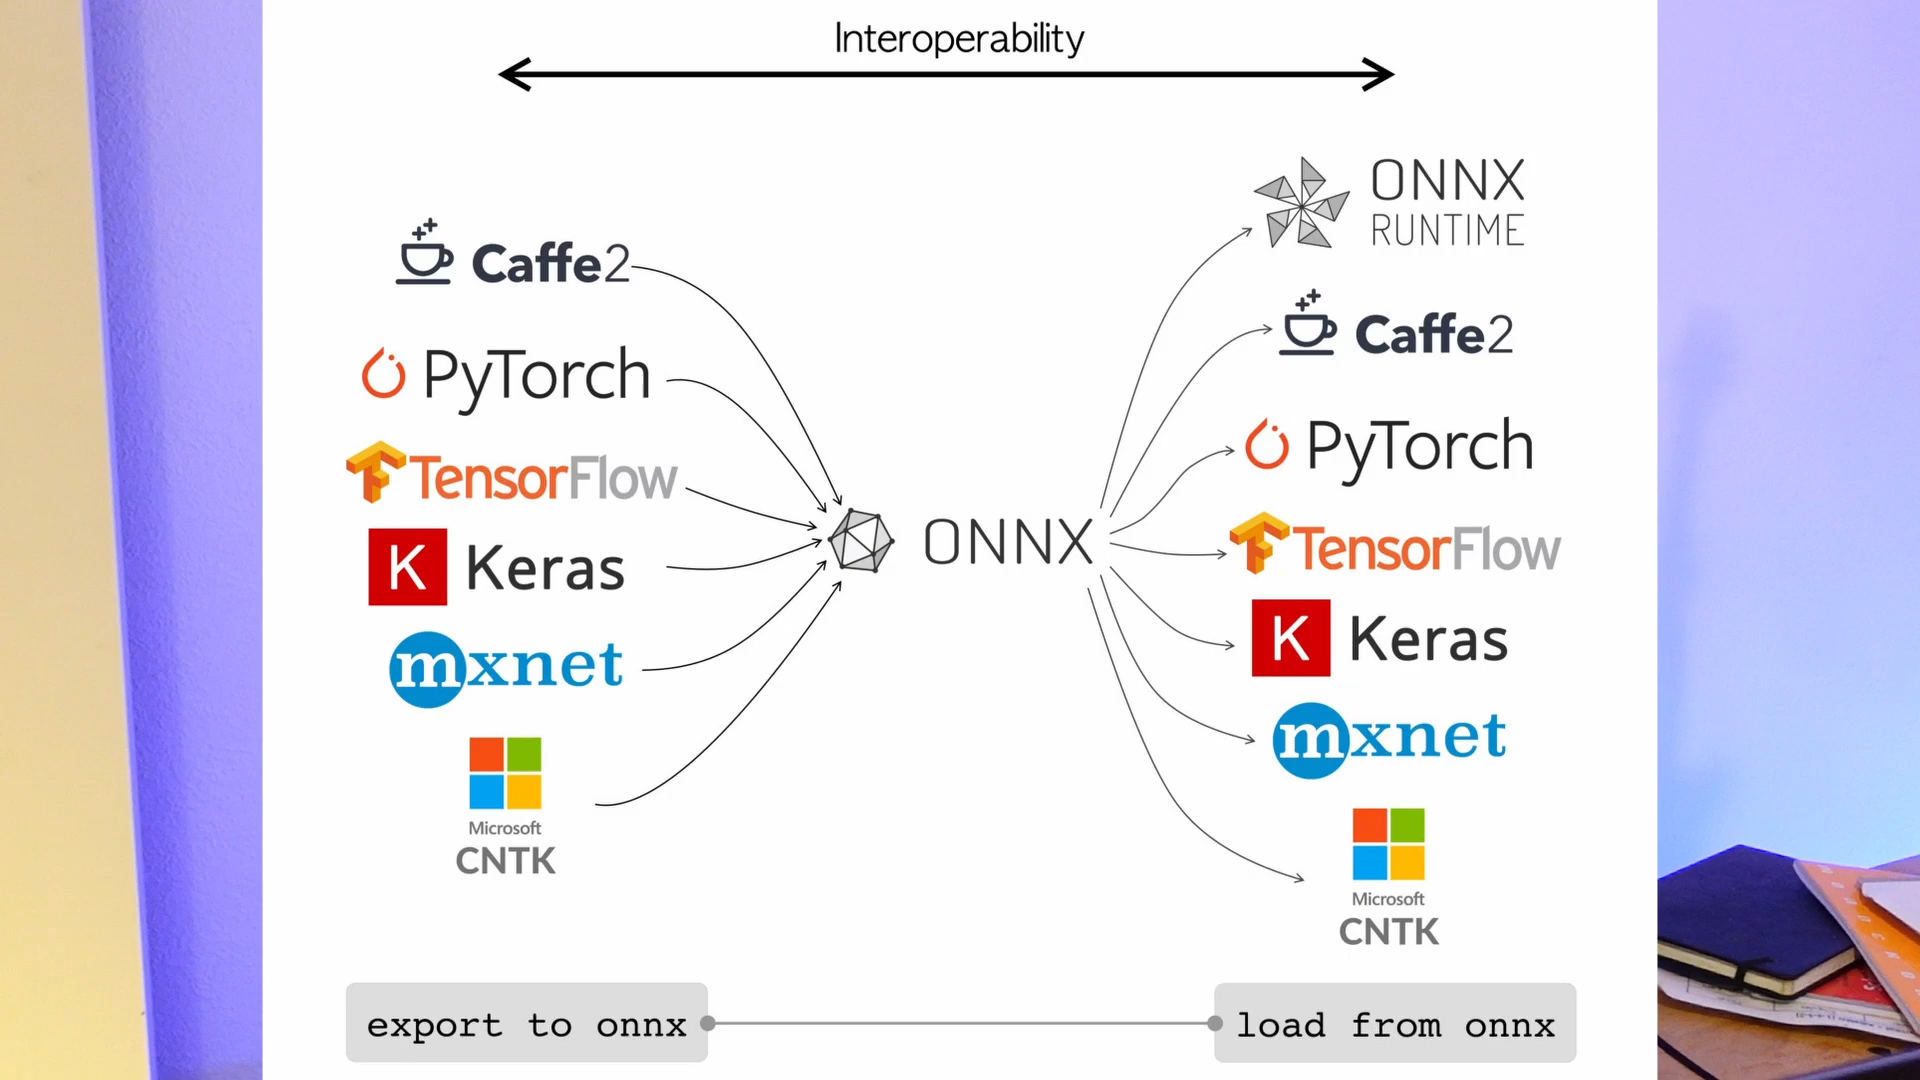 Interoperability
Caffe2
PyTorch
TensorFlow
K Keras
mxnet
Microsoft
CNTK
ONNX
ONNX
RUNTIME
Caffe2
PyTorch
TensorFlow
K Keras
mxnet
Microsoft
CNTK
export to onnx
load from onnx